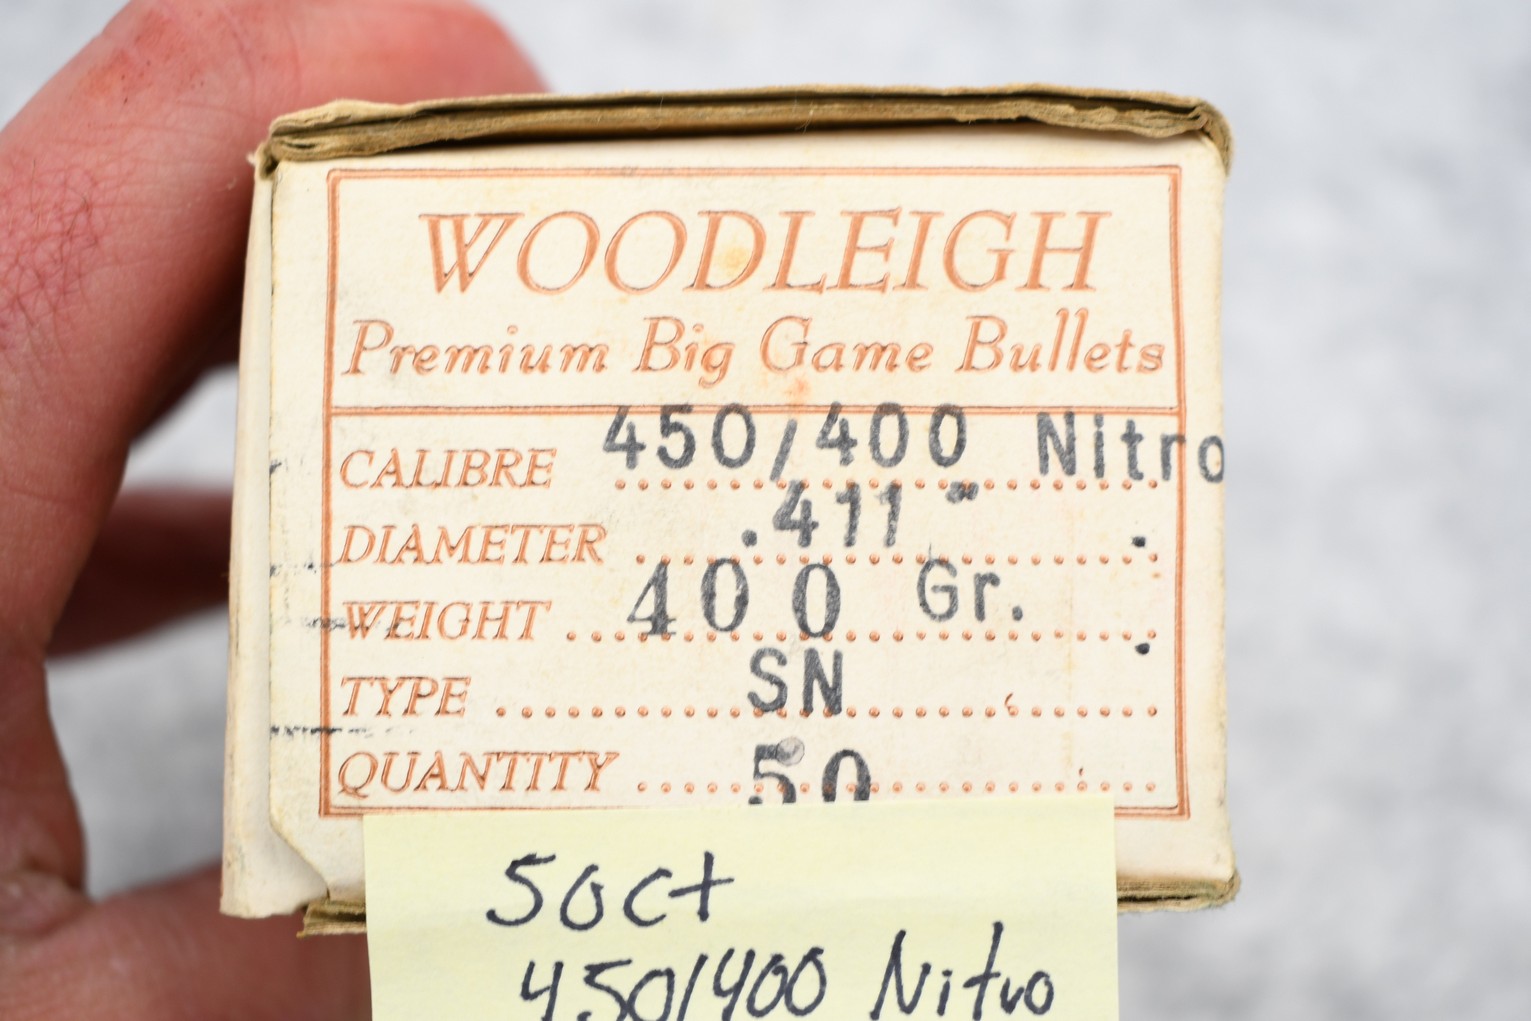 WOODLEIGH
Premium Big Game Bullets
CALIBRE 450/400 Nitro
DIAMETER .411"
WEIGHT 400 Gr.
TYPE SN
QUANTITY 50
50ct
450/400 Nitro